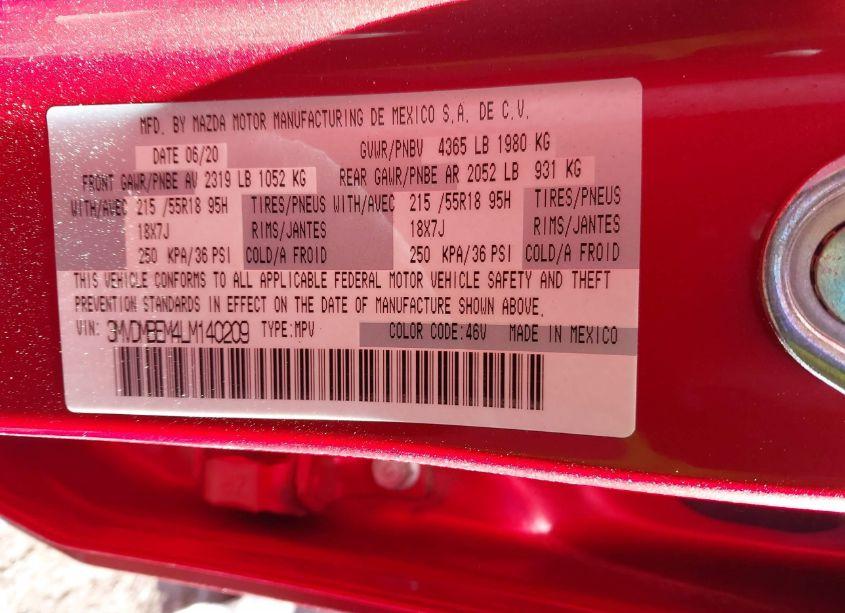 MFD. BY MAZDA MOTOR MANUFACTURING DE MEXICO S.A. DE C.V.
DATE 06/20 GVWR/PNBV 4365 LB 1980 KG
FRONT GAWR/PNBE AV 2319 LB 1052 KG REAR GAWR/PNBE AR 2052 LB 931 KG
WITH/AVEC 215 /55R18 95H TIRES/PNEUS WITH/AVEC 215 /55R18 95H TIRES/PNEUS
18X7J RIMS/JANTES 18X7J RIMS/JANTES
250 KPA/36 PSI COLD/A FROID 250 KPA/36 PSI COLD/A FROID
THIS VEHICLE CONFORMS TO ALL APPLICABLE FEDERAL MOTOR VEHICLE SAFETY AND THEFT
PREVENTION STANDARDS IN EFFECT ON THE DATE OF MANUFACTURE SHOWN ABOVE.
VIN: 3MVDMBEM4LM140209 TYPE:MPV COLOR CODE:46V MADE IN MEXICO